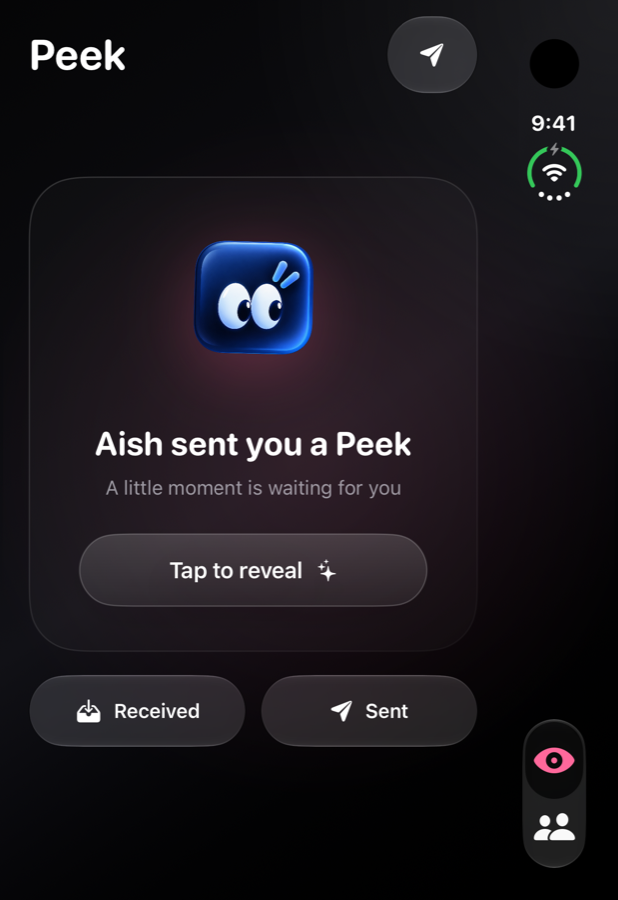 Peek
9:41
Aish sent you a Peek
A little moment is waiting for you
Tap to reveal
Received
Sent